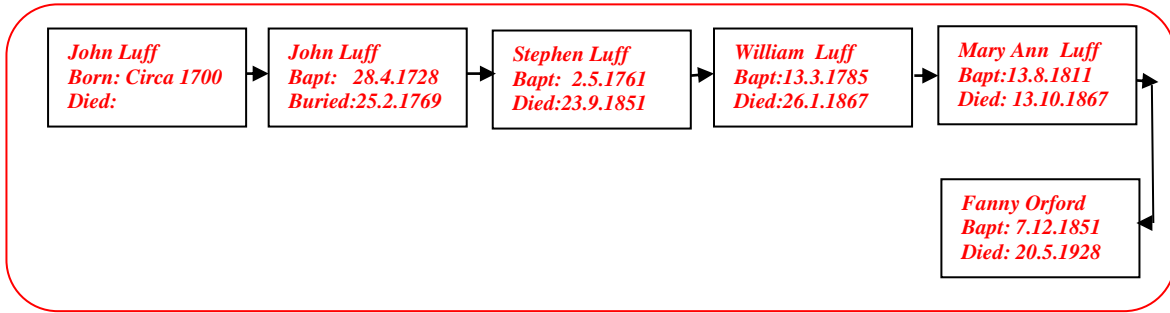 John Luff
Born: Circa 1700
Died:
John Luff
Bapt: 28.4.1728
Buried:25.2.1769
Stephen Luff
Bapt: 2.5.1761
Died:23.9.1851
William Luff
Bapt:13.3.1785
Died:26.1.1867
Mary Ann Luff
Bapt:13.8.1811
Died: 13.10.1867
Fanny Orford
Bapt: 7.12.1851
Died: 20.5.1928